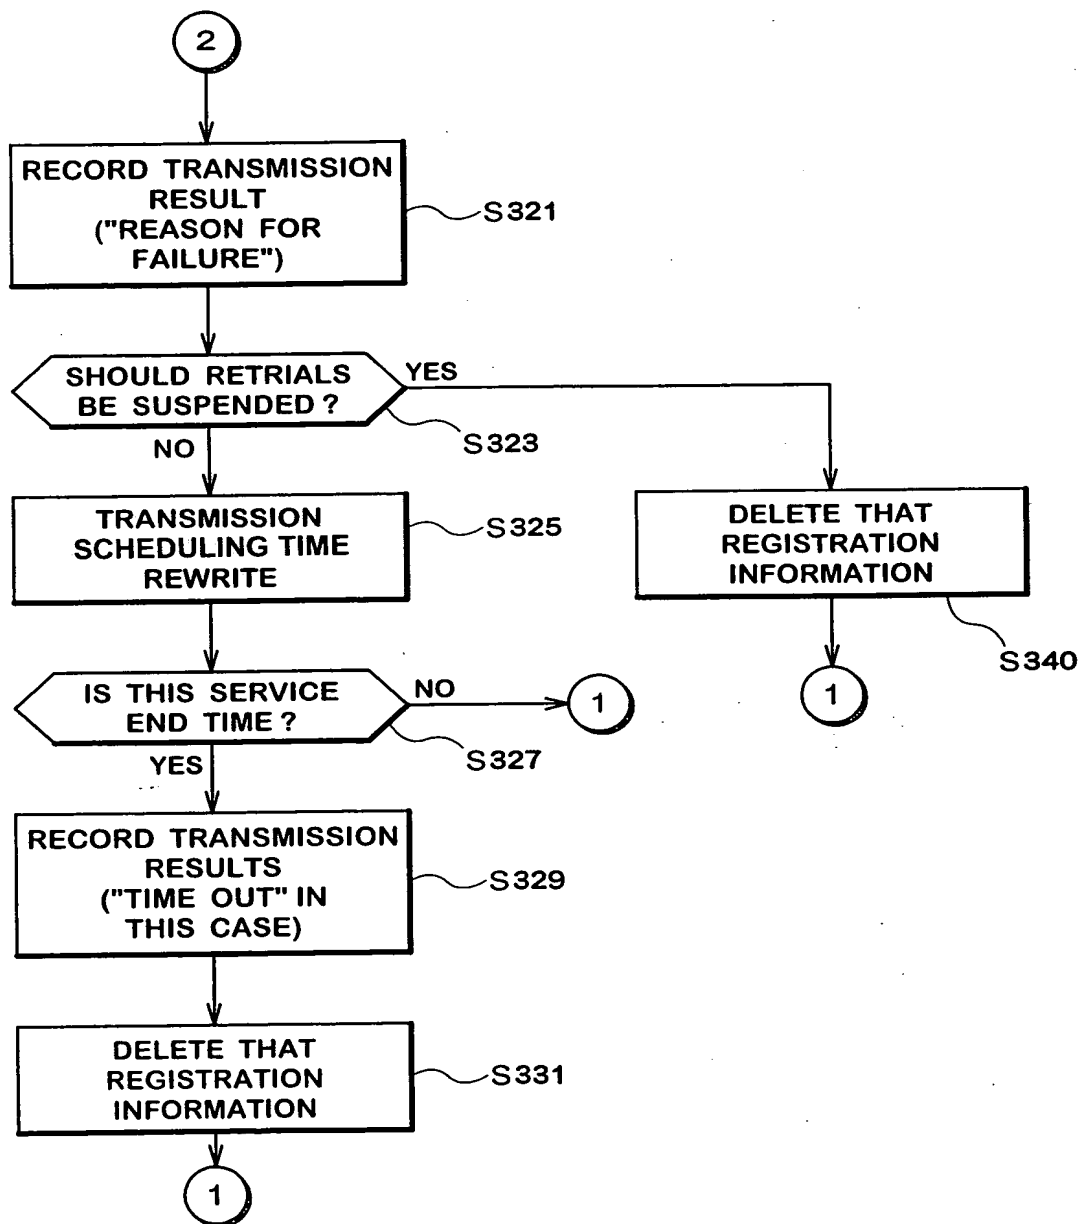 2
RECORD TRANSMISSION
RESULT
("REASON FOR
FAILURE")
S321
SHOULD RETRIALS
BE SUSPENDED ?
YES
S323
NO
TRANSMISSION
SCHEDULING TIME
REWRITE
S325
DELETE THAT
REGISTRATION
INFORMATION
S340
1
IS THIS SERVICE
END TIME ?
NO
1
S327
YES
RECORD TRANSMISSION
RESULTS
("TIME OUT" IN
THIS CASE)
S329
DELETE THAT
REGISTRATION
INFORMATION
S331
1